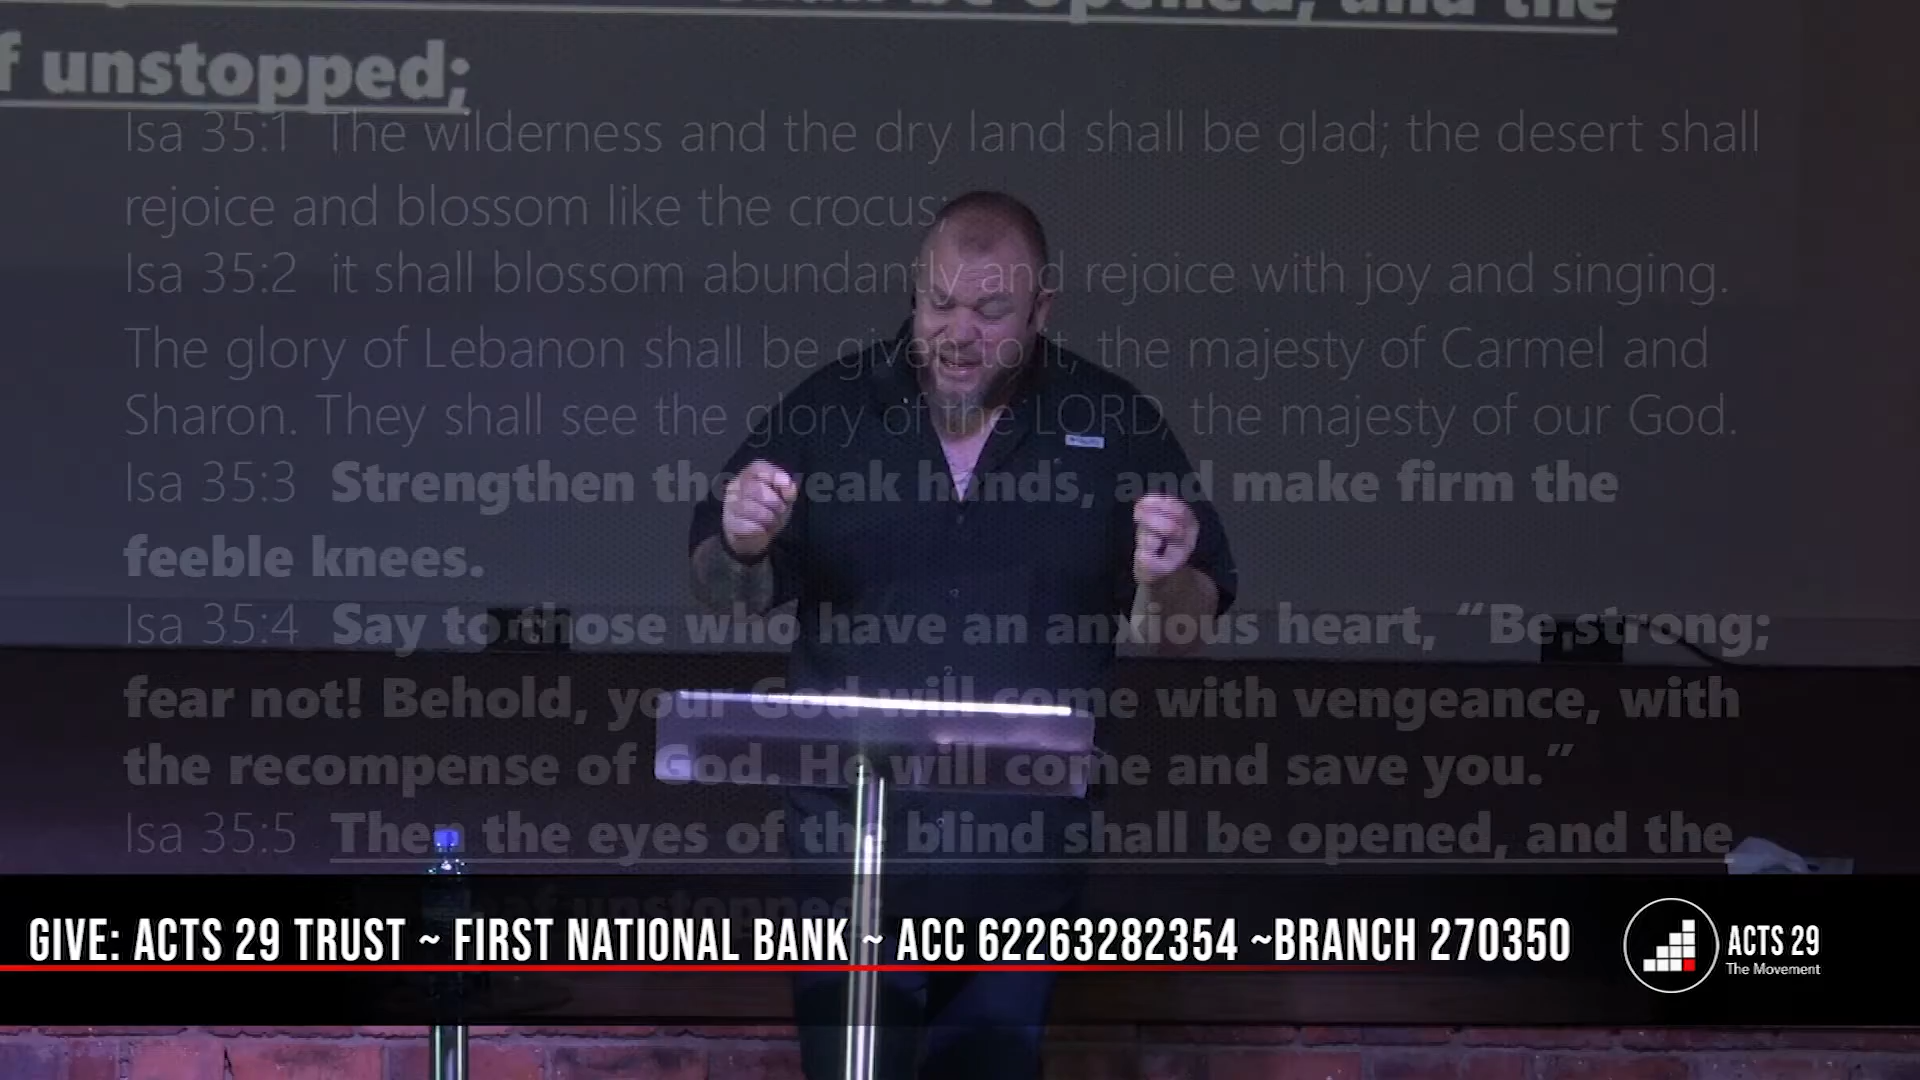 shall be opened, and the
f unstopped;
Isa 35:1 The wilderness and the dry land shall be glad; the desert shall
rejoice and blossom like the crocus;
Isa 35:2 it shall blossom abundantly and rejoice with joy and singing.
The glory of Lebanon shall be given to it, the majesty of Carmel and
Sharon. They shall see the glory of the LORD, the majesty of our God.
Isa 35:3 Strengthen the weak hands, and make firm the
feeble knees.
Isa 35:4 Say to those who have an anxious heart, “Be strong;
fear not! Behold, your God will come with vengeance, with
the recompense of God. He will come and save you.”
Isa 35:5 Then the eyes of the blind shall be opened, and the
unstopped;
GIVE: ACTS 29 TRUST ~ FIRST NATIONAL BANK ~ ACC 62263282354 ~BRANCH 270350
ACTS 29
The Movement